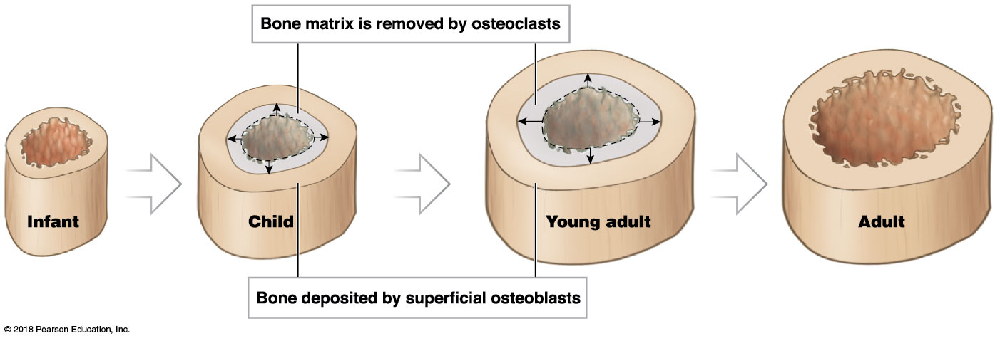 Bone matrix is removed by osteoclasts
Infant
Child
Young adult
Adult
Bone deposited by superficial osteoblasts
© 2018 Pearson Education, Inc.